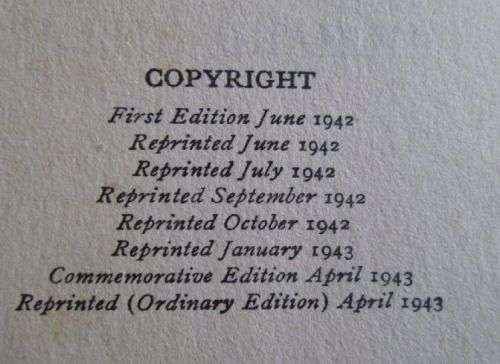 COPYRIGHT
First Edition June 1942
Reprinted June 1942
Reprinted July 1942
Reprinted September 1942
Reprinted October 1942
Reprinted January 1943
Commemorative Edition April 1943
Reprinted (Ordinary Edition) April 1943